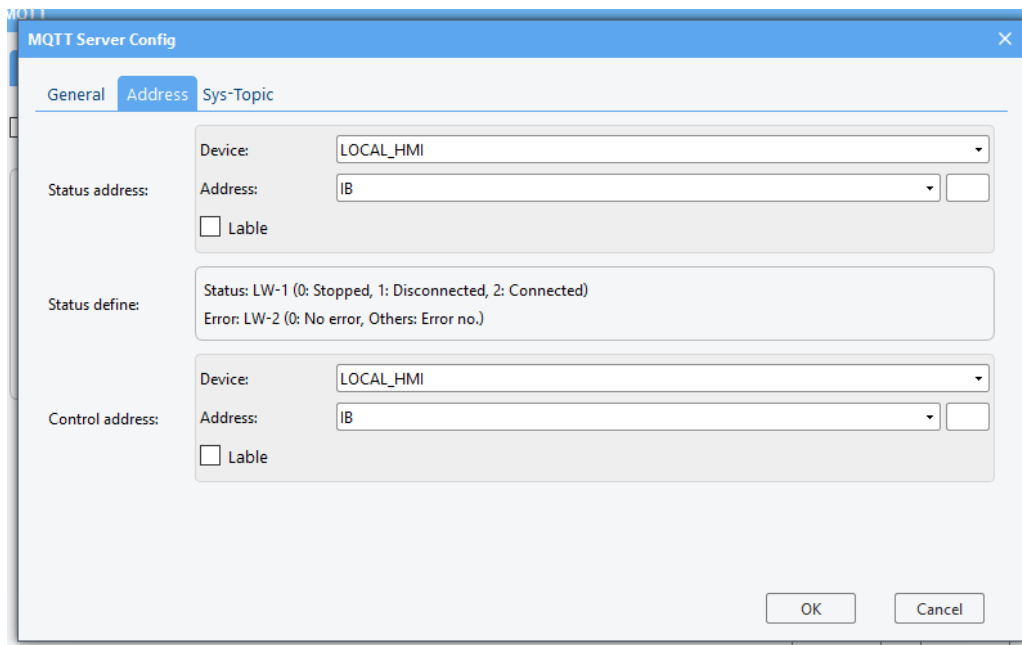 MQTT
MQTT Server Config
General Address Sys-Topic
Status address:
Device: LOCAL_HMI
Address: IB
Lable
Status define:
Status: LW-1 (0: Stopped, 1: Disconnected, 2: Connected)
Error: LW-2 (0: No error, Others: Error no.)
Control address:
Device: LOCAL_HMI
Address: IB
Lable
OK Cancel